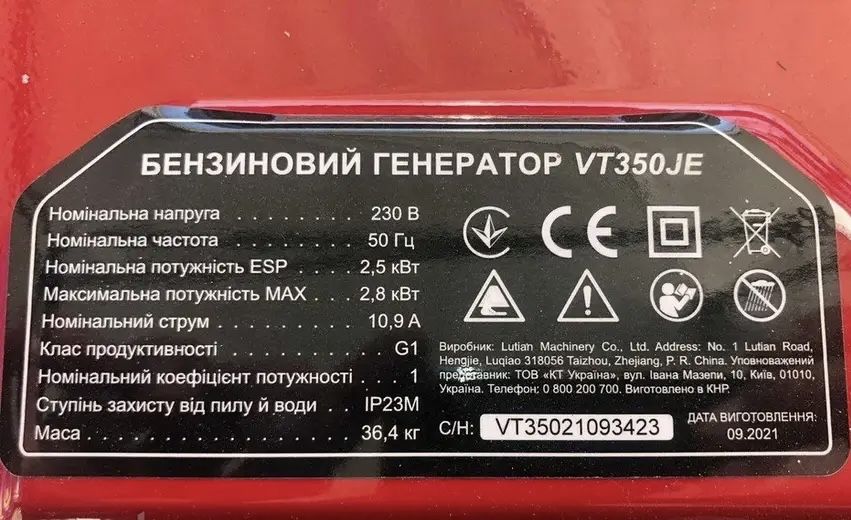 БЕНЗИНОВИЙ ГЕНЕРАТОР VT350JE
Номінальна напруга . . . . . . . . . . 230 В
Номінальна частота . . . . . . . . . . 50 Гц
Номінальна потужність ESP . . . . 2,5 кВт
Максимальна потужність MAX . . . 2,8 кВт
Номінальний струм . . . . . . . . . . 10,9 А
Клас продуктивності . . . . . . . . . . G1
Номінальний коефіцієнт потужності . . 1
Ступінь захисту від пилу й води . . IP23M
Маса . . . . . . . . . . . . . . . . 36,4 кг
CE
Виробник: Lutian Machinery Co., Ltd. Address: No. 1 Lutian Road,
Hengjie, Luqiao 318056 Taizhou, Zhejiang, P. R. China. Уповноважений
представник: ТОВ «КТ Україна», вул. Івана Мазепи, 10, Київ, 01010,
Україна. Телефон: 0 800 200 700. Виготовлено в КНР.
С/Н: VT35021093423
ДАТА ВИГОТОВЛЕННЯ:
09.2021